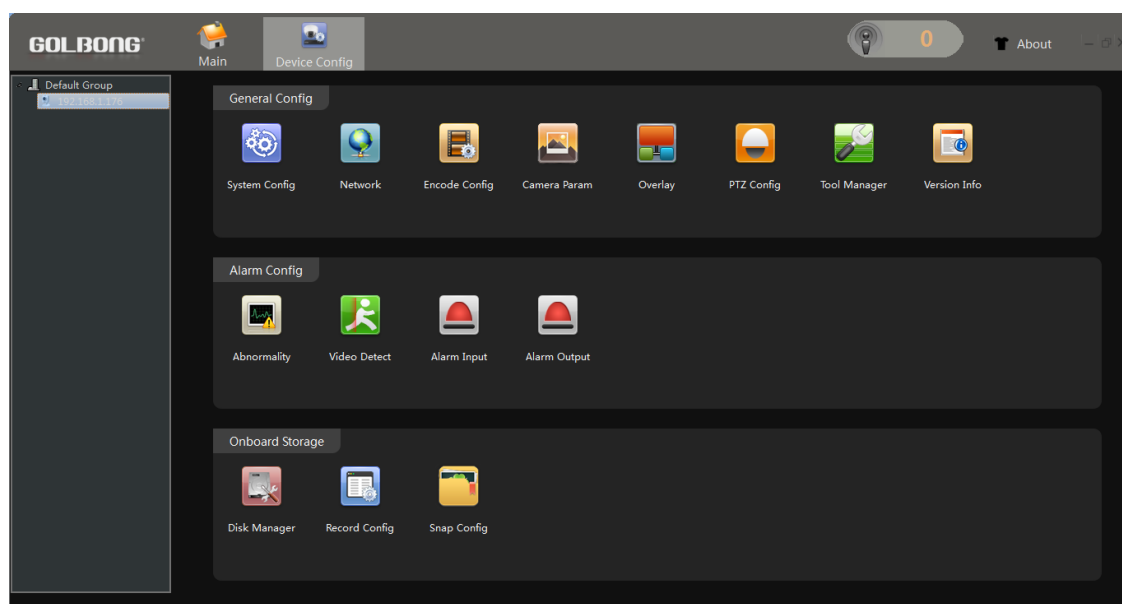 GOLBONG®
Main
Device Config
0
About
Default Group
192.168.1.176
General Config
System Config
Network
Encode Config
Camera Param
Overlay
PTZ Config
Tool Manager
Version Info
Alarm Config
Abnormality
Video Detect
Alarm Input
Alarm Output
Onboard Storage
Disk Manager
Record Config
Snap Config